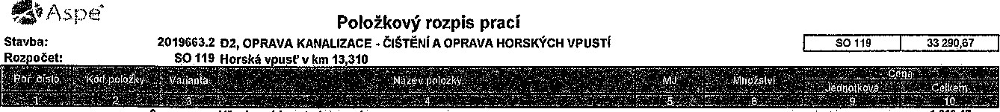 Aspe
Položkový rozpis prací
Stavba: 2019663.2 D2, OPRAVA KANALIZACE - ČIŠTĚNÍ A OPRAVA HORSKÝCH VPUSTÍ SO 119 33 290,67
Rozpočet: SO 119 Horská vpusť v km 13,310
Poř. číslo Kód položky Varianta Název položky MJ Množství Cena
Jednotková Celkem
1 2 3 4 5 6 9 10